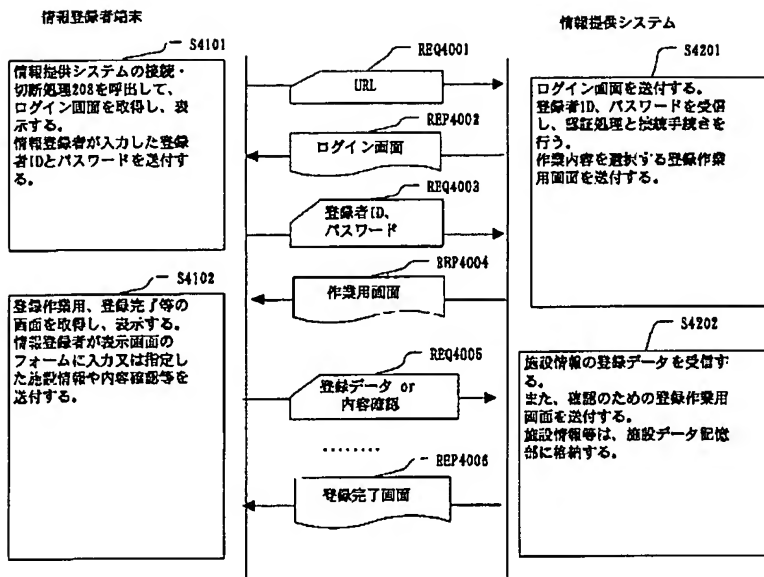 情報登録者端末
情報提供システム
S4101
情報提供システムの接続・
切断処理208を呼出して、
ログイン画面を取得し、表
示する。
情報登録者が入力した登録
者IDとパスワードを送付す
る。
REQ4001
URL
REP4002
ログイン画面
REQ4003
登録者ID、
パスワード
REP4004
作業用画面
S4201
ログイン画面を送付する。
登録者ID、パスワードを受信
し、認証処理と接続手続きを
行う。
作業内容を選択する登録作業
用画面を送付する。
S4102
登録作業用、登録完了等の
画面を取得し、表示する。
情報登録者が表示画面の
フォームに入力又は指定し
た施設情報や内容確認等を
送付する。
REQ4005
登録データ or
内容確認
........
REP4006
登録完了画面
S4202
施設情報の登録データを受信す
る。
また、確認のための登録作業用
画面を送付する。
施設情報等は、施設データ記憶
部に格納する。